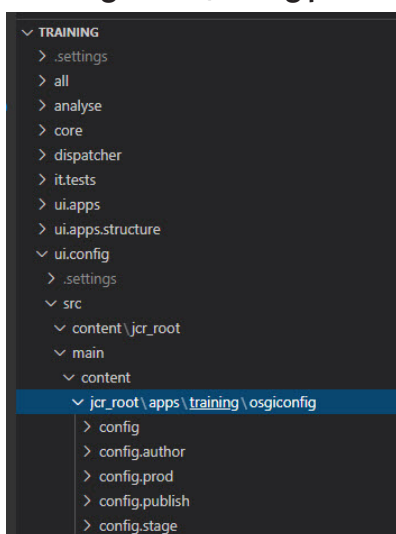 TRAINING
.settings
all
analyse
core
dispatcher
it.tests
ui.apps
ui.apps.structure
ui.config
.settings
src
content\jcr_root
main
content
jcr_root\apps\training\osgiconfig
config
config.author
config.prod
config.publish
config.stage